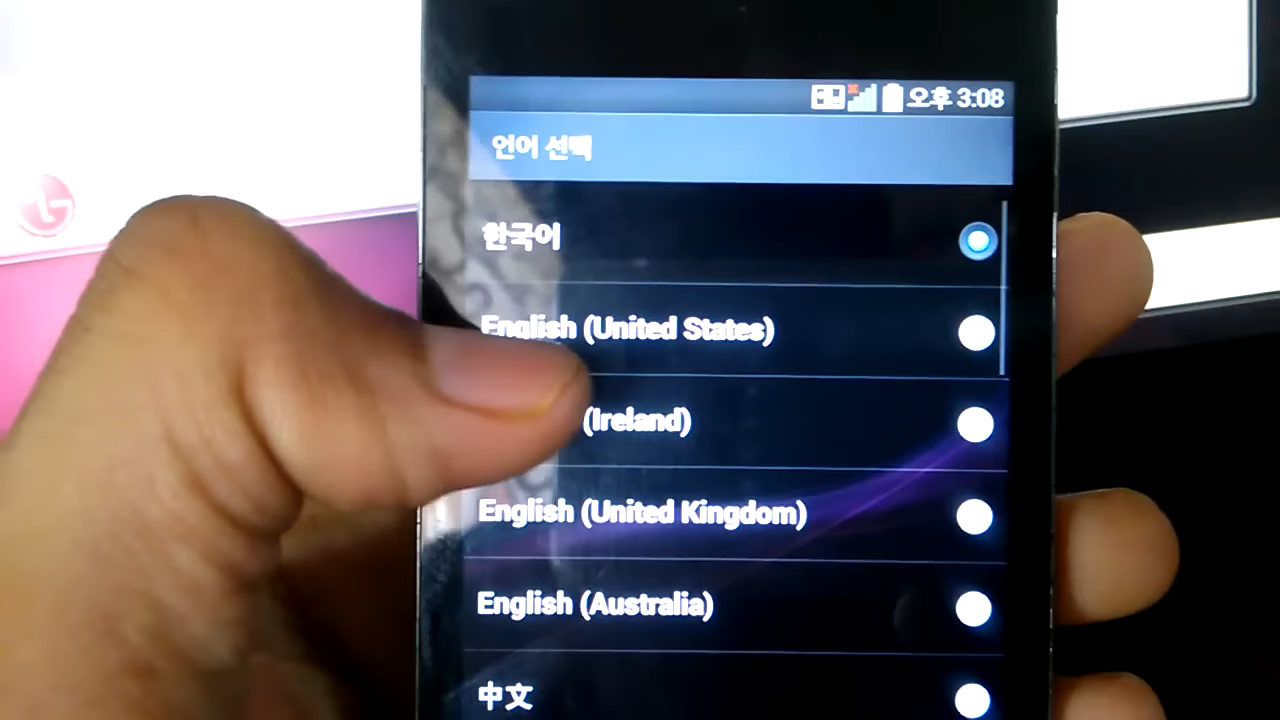 오후 3:08
언어 선택
한국어
English (United States)
(Ireland)
English (United Kingdom)
English (Australia)
中文